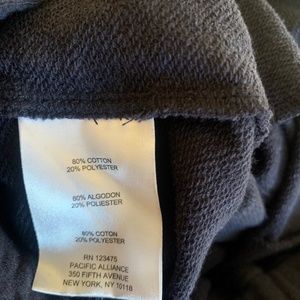 80% COTTON
20% POLYESTER
80% ALGODON
20% POLIESTER
80% COTON
20% POLYESTER
RN 123475
PACIFIC ALLIANCE
350 FIFTH AVENUE
NEW YORK, NY 10118